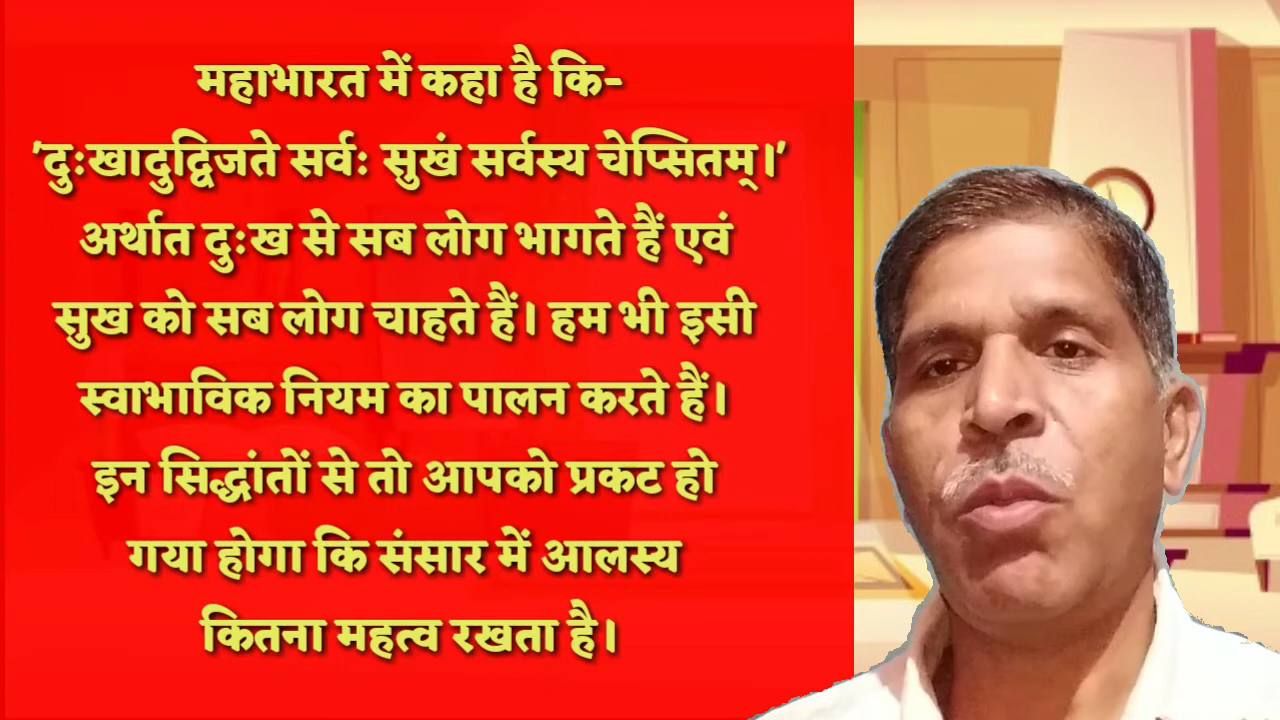 महाभारत में कहा है कि-
'दुःखादुद्विजते सर्वः सुखं सर्वस्य चेप्सितम्।'
अर्थात दुःख से सब लोग भागते हैं एवं
सुख को सब लोग चाहते हैं। हम भी इसी
स्वाभाविक नियम का पालन करते हैं।
इन सिद्धांतों से तो आपको प्रकट हो
गया होगा कि संसार में आलस्य
कितना महत्व रखता है।